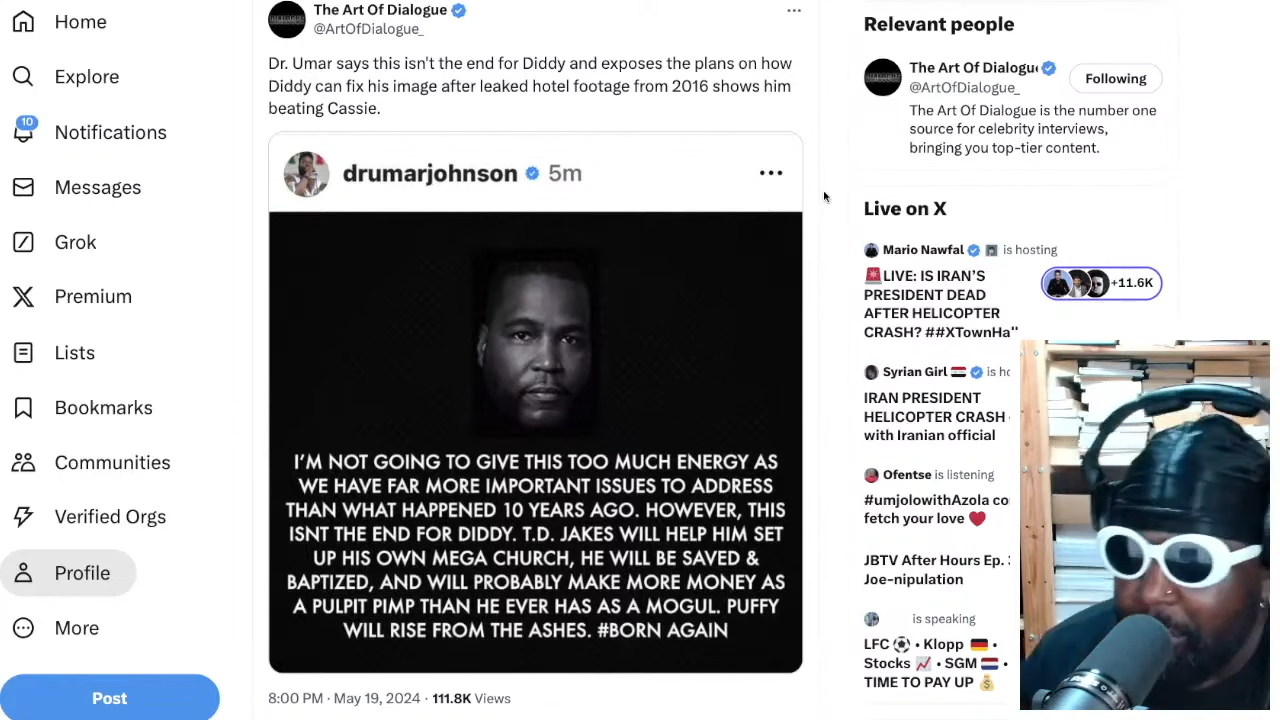 Home
Explore
10
Notifications
Messages
Grok
Premium
Lists
Bookmarks
Communities
Verified Orgs
Profile
More
Post
The Art Of Dialogue
@ArtOfDialogue_
Dr. Umar says this isn't the end for Diddy and exposes the plans on how
Diddy can fix his image after leaked hotel footage from 2016 shows him
beating Cassie.
drumarjohnson 5m
I'M NOT GOING TO GIVE THIS TOO MUCH ENERGY AS
WE HAVE FAR MORE IMPORTANT ISSUES TO ADDRESS
THAN WHAT HAPPENED 10 YEARS AGO. HOWEVER, THIS
ISNT THE END FOR DIDDY. T.D. JAKES WILL HELP HIM SET
UP HIS OWN MEGA CHURCH, HE WILL BE SAVED &
BAPTIZED, AND WILL PROBABLY MAKE MORE MONEY AS
A PULPIT PIMP THAN HE EVER HAS AS A MOGUL. PUFFY
WILL RISE FROM THE ASHES. #BORN AGAIN
8:00 PM · May 19, 2024 · 111.8K Views
Relevant people
The Art Of Dialogu
Following
@ArtOfDialogue_
The Art Of Dialogue is the number one
source for celebrity interviews,
bringing you top-tier content.
Live on X
Mario Nawfal is hosting
🚨LIVE: IS IRAN'S
PRESIDENT DEAD
AFTER HELICOPTER
CRASH? ##XTownHa"
+11.6K
Syrian Girl is ho
IRAN PRESIDENT
HELICOPTER CRASH -
with Iranian official
Ofentse is listening
#umjolowithAzola co
fetch your love ❤️
JBTV After Hours Ep.
Joe-nipulation
is speaking
LFC ⚽ • Klopp 🇩🇪 •
Stocks 📈 • SGM 🇳🇱 •
TIME TO PAY UP 💰